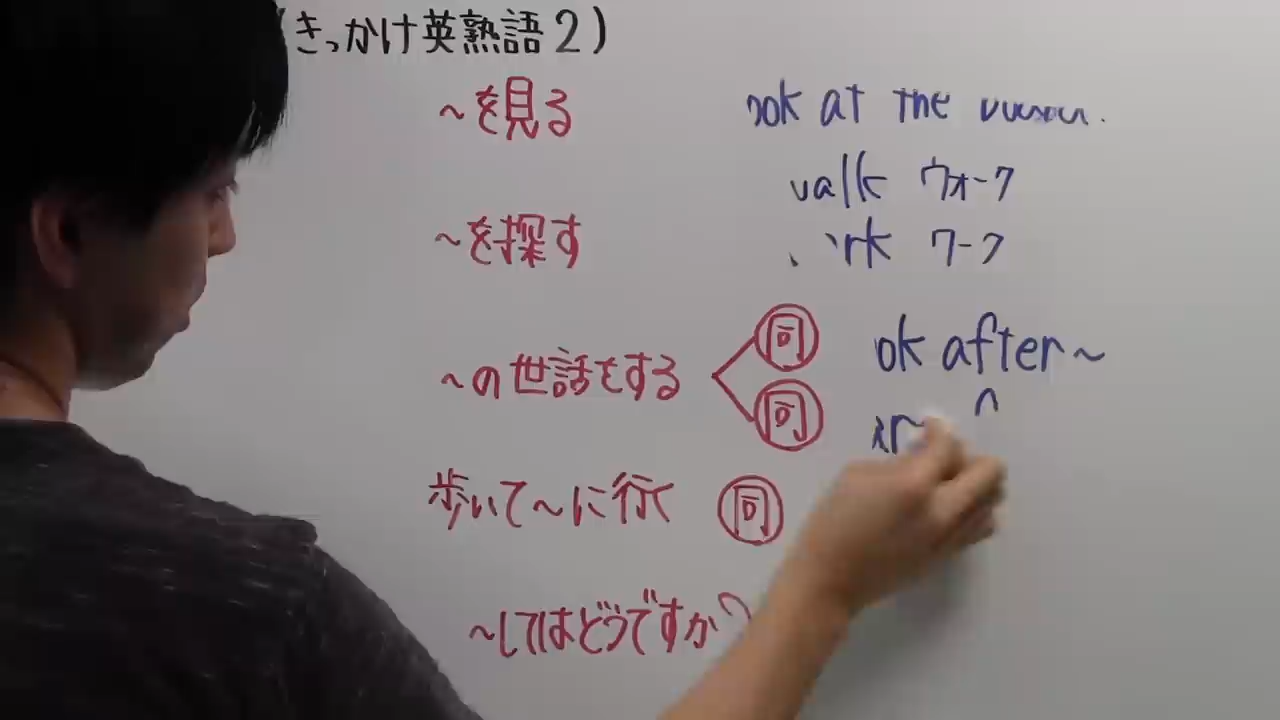 (きっかけ英熟語2)
~を見る
ok at the
alk ウォーク
rk ワーク
~を探す
~の世話をする 同 同
ok after~
歩いて~に行く 同
~してはどうですか?